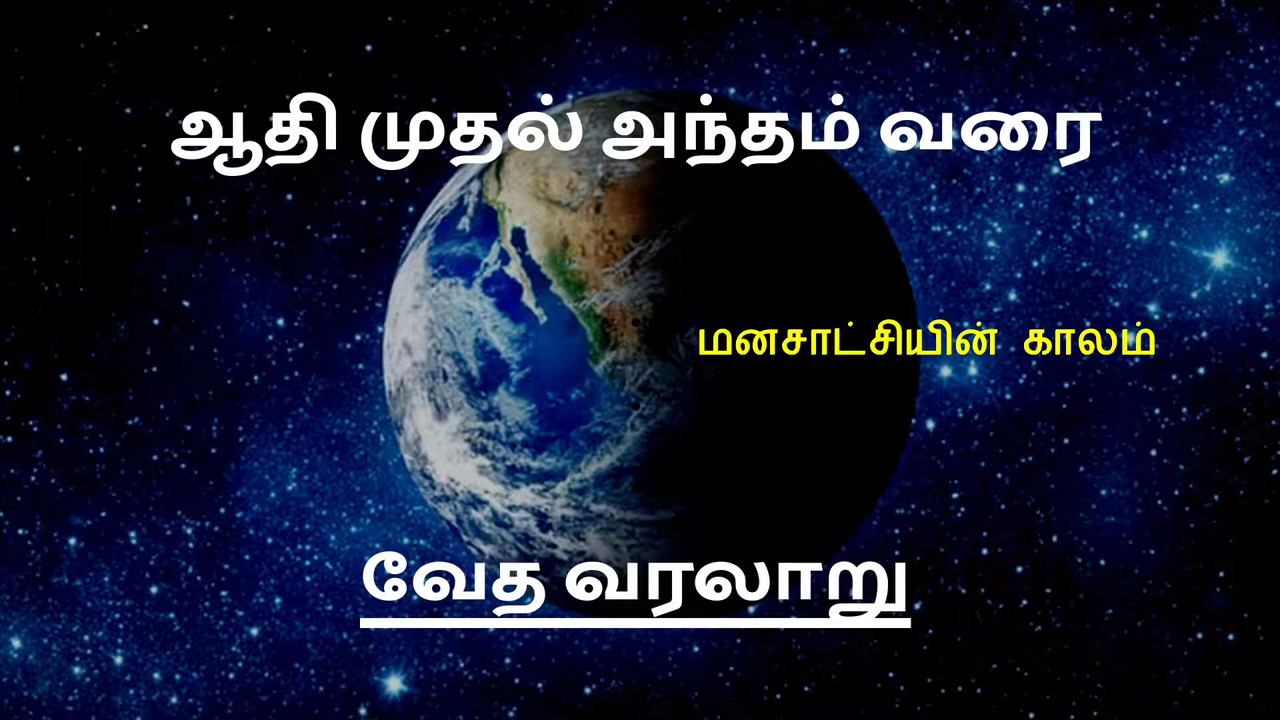 ஆதி முதல் அந்தம் வரை
மனசாட்சியின் காலம்
வேத வரலாறு